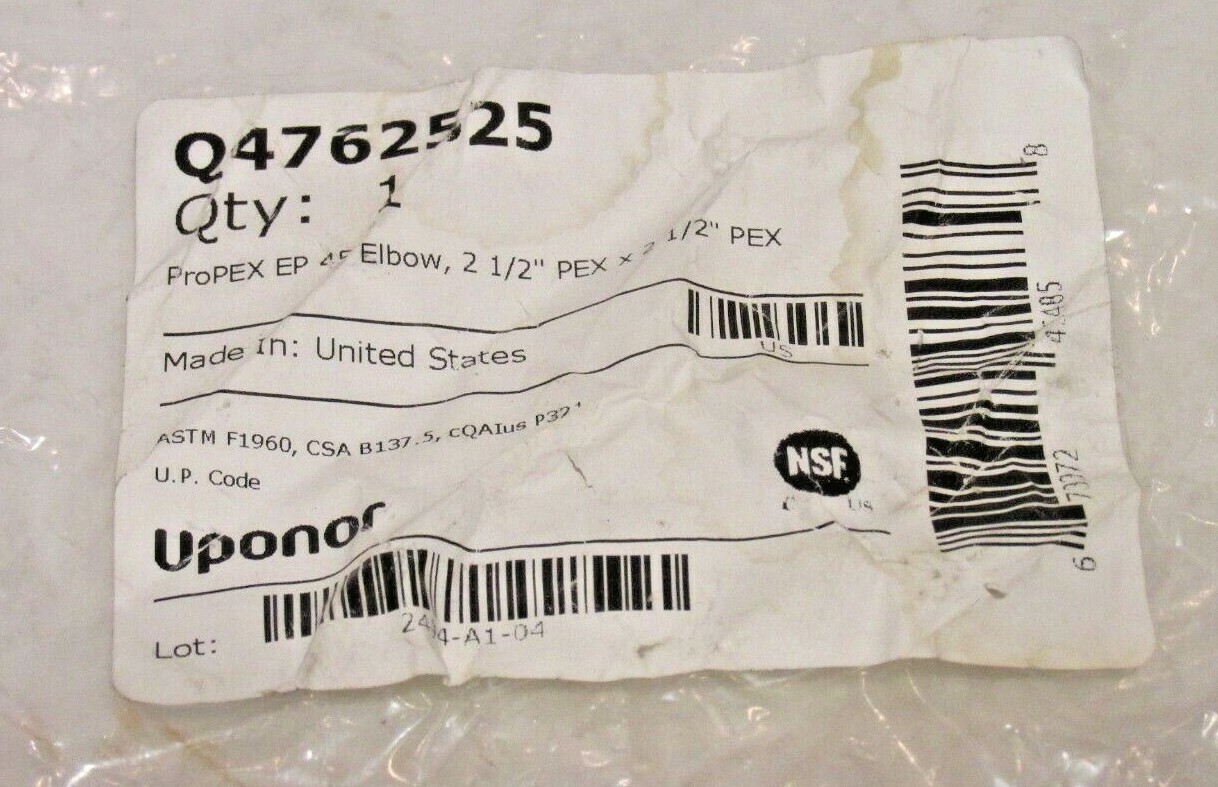 Q4762525
Qty: 1
ProPEX EP 45 Elbow, 2 1/2" PEX x 2 1/2" PEX
Made in: United States
US
ASTM F1960, CSA B137.5, cQAIus P321
U.P. Code
NSF
C US
Uponor
Lot:
-A1-04
6
8